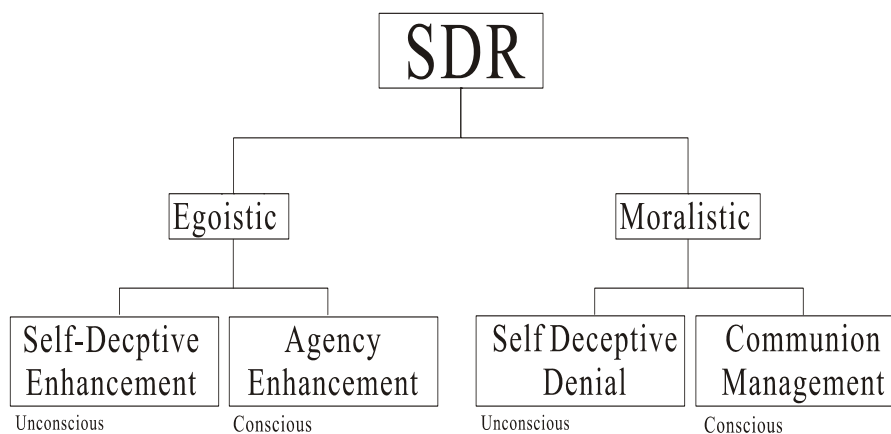 SDR
Egoistic
Moralistic
Self-Decptive
Enhancement
Agency
Enhancement
Self Deceptive
Denial
Communion
Management
Unconscious
Conscious
Unconscious
Conscious